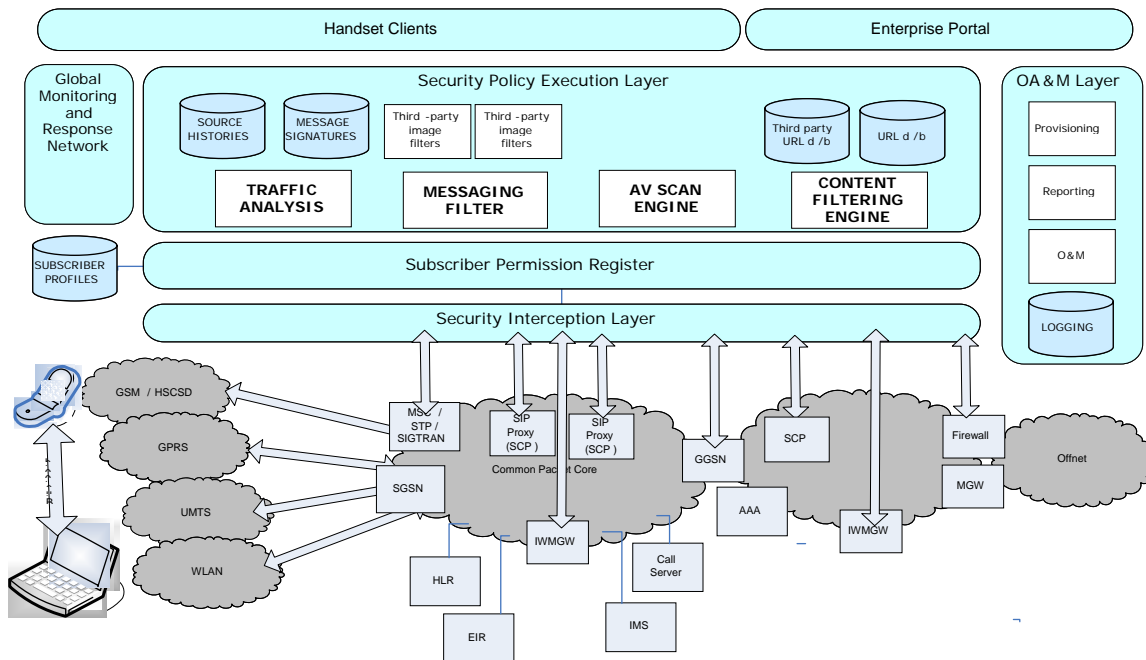 Handset Clients
Enterprise Portal
Global
Monitoring
and
Response
Network
Security Policy Execution Layer
OA & M Layer
SOURCE
HISTORIES
MESSAGE
SIGNATURES
Third -party
image
filters
Third -party
image
filters
Third party
URL d /b
URL d /b
Provisioning
TRAFFIC
ANALYSIS
MESSAGING
FILTER
AV SCAN
ENGINE
CONTENT
FILTERING
ENGINE
Reporting
O&M
LOGGING
SUBSCRIBER
PROFILES
Subscriber Permission Register
Security Interception Layer
GSM / HSCSD
GPRS
UMTS
WLAN
MSC /
STP /
SIGTRAN
SIP
Proxy
(SCP )
SIP
Proxy
(SCP )
Common Packet Core
SGSN
GGSN
SCP
Firewall
MGW
Offnet
AAA
IWMGW
IWMGW
HLR
EIR
IMS
Call
Server